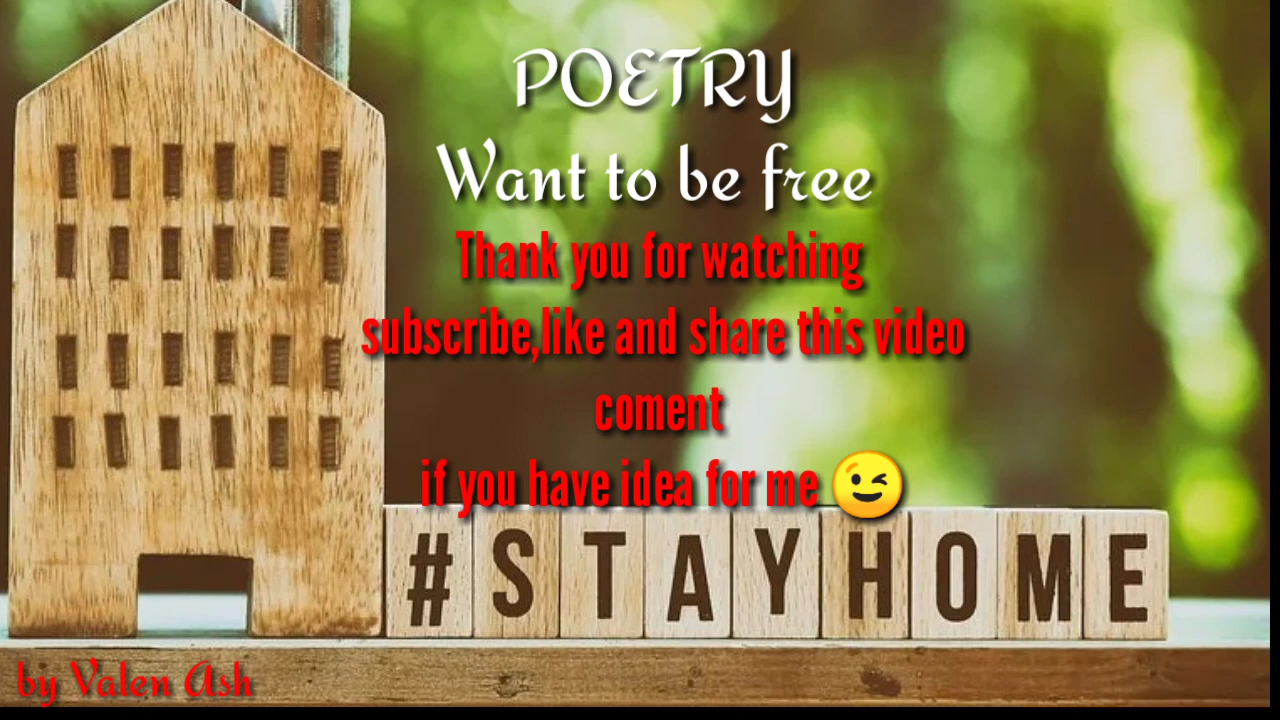 POETRY
Want to be free
Thank you for watching
subscribe,like and share this video
coment
if you have idea for me 😉
#STAYHOME
by Valen Ash